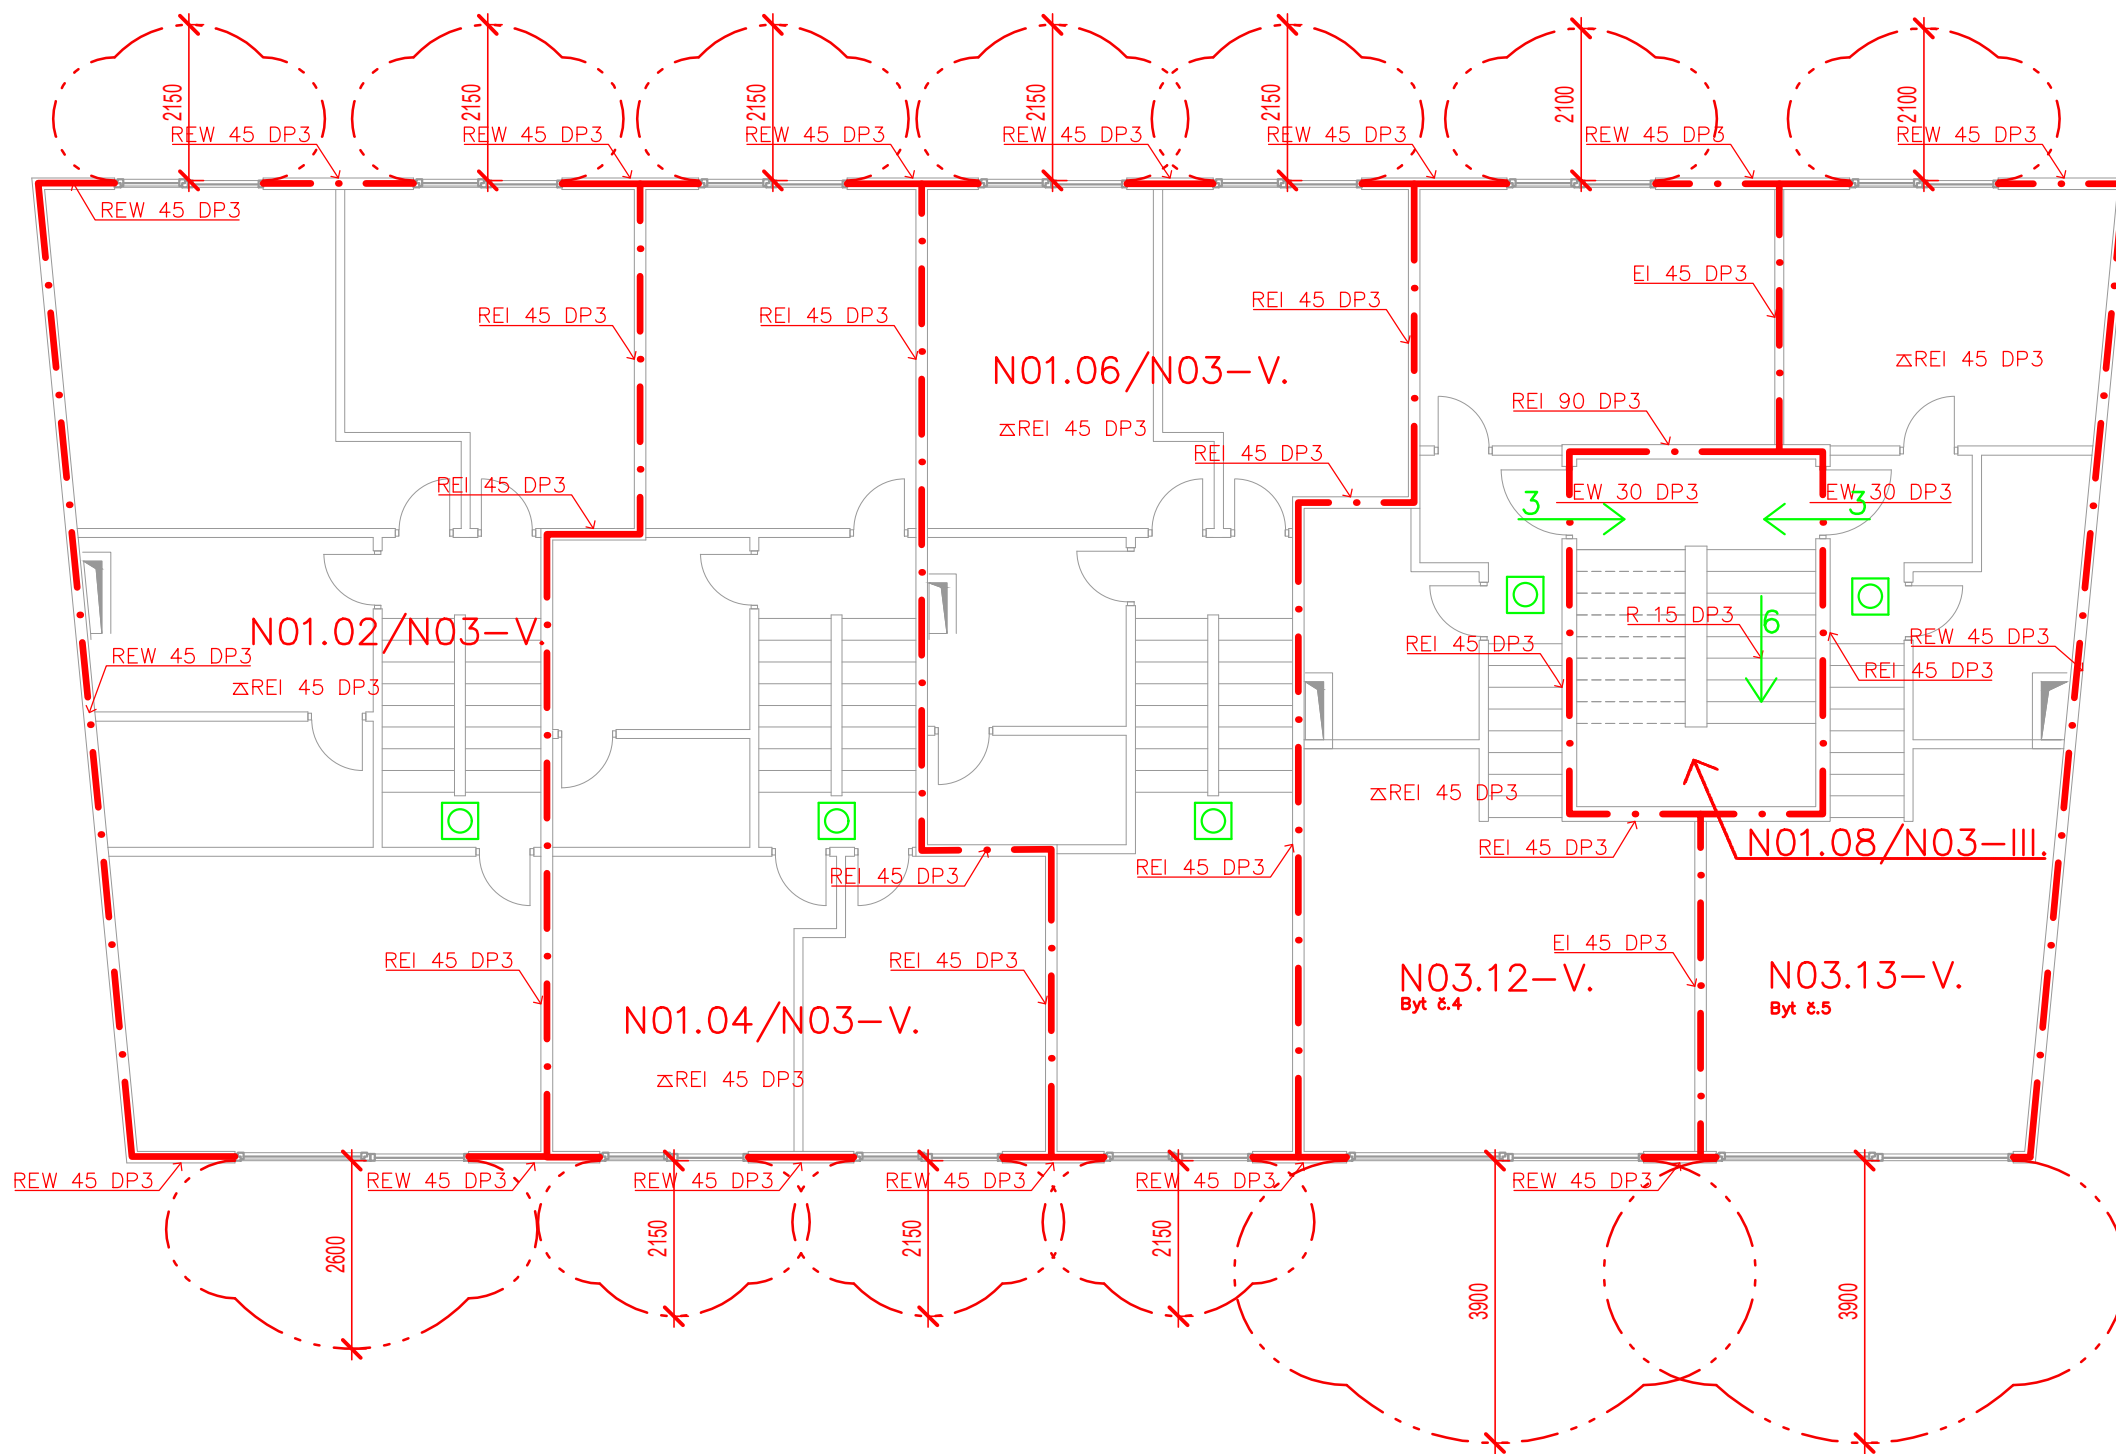 2150
2150
2150
2150
2150
2100
2100
REW 45 DP3
REW 45 DP3
REW 45 DP3
REW 45 DP3
REW 45 DP3
REW 45 DP3
REW 45 DP3
REW 45 DP3
EI 45 DP3
REI 45 DP3
REI 45 DP3
REI 45 DP3
REI 45 DP3
N01.06/N03-V.
REI 90 DP3
REI 45 DP3
REI 45 DP3
REI 45 DP3
EW 30 DP3
EW 30 DP3
3
3
R 15 DP3
6
N01.02/N03-V.
REI 45 DP3
REW 45 DP3
REW 45 DP3
REI 45 DP3
REI 45 DP3
REI 45 DP3
N01.08/N03-III.
REI 45 DP3
REI 45 DP3
REI 45 DP3
EI 45 DP3
REI 45 DP3
REI 45 DP3
N03.12-V.
Byt č.4
N03.13-V.
Byt č.5
N01.04/N03-V.
REI 45 DP3
REW 45 DP3
REW 45 DP3
REW 45 DP3
REW 45 DP3
REW 45 DP3
REW 45 DP3
2600
2150
2150
2150
3900
3900